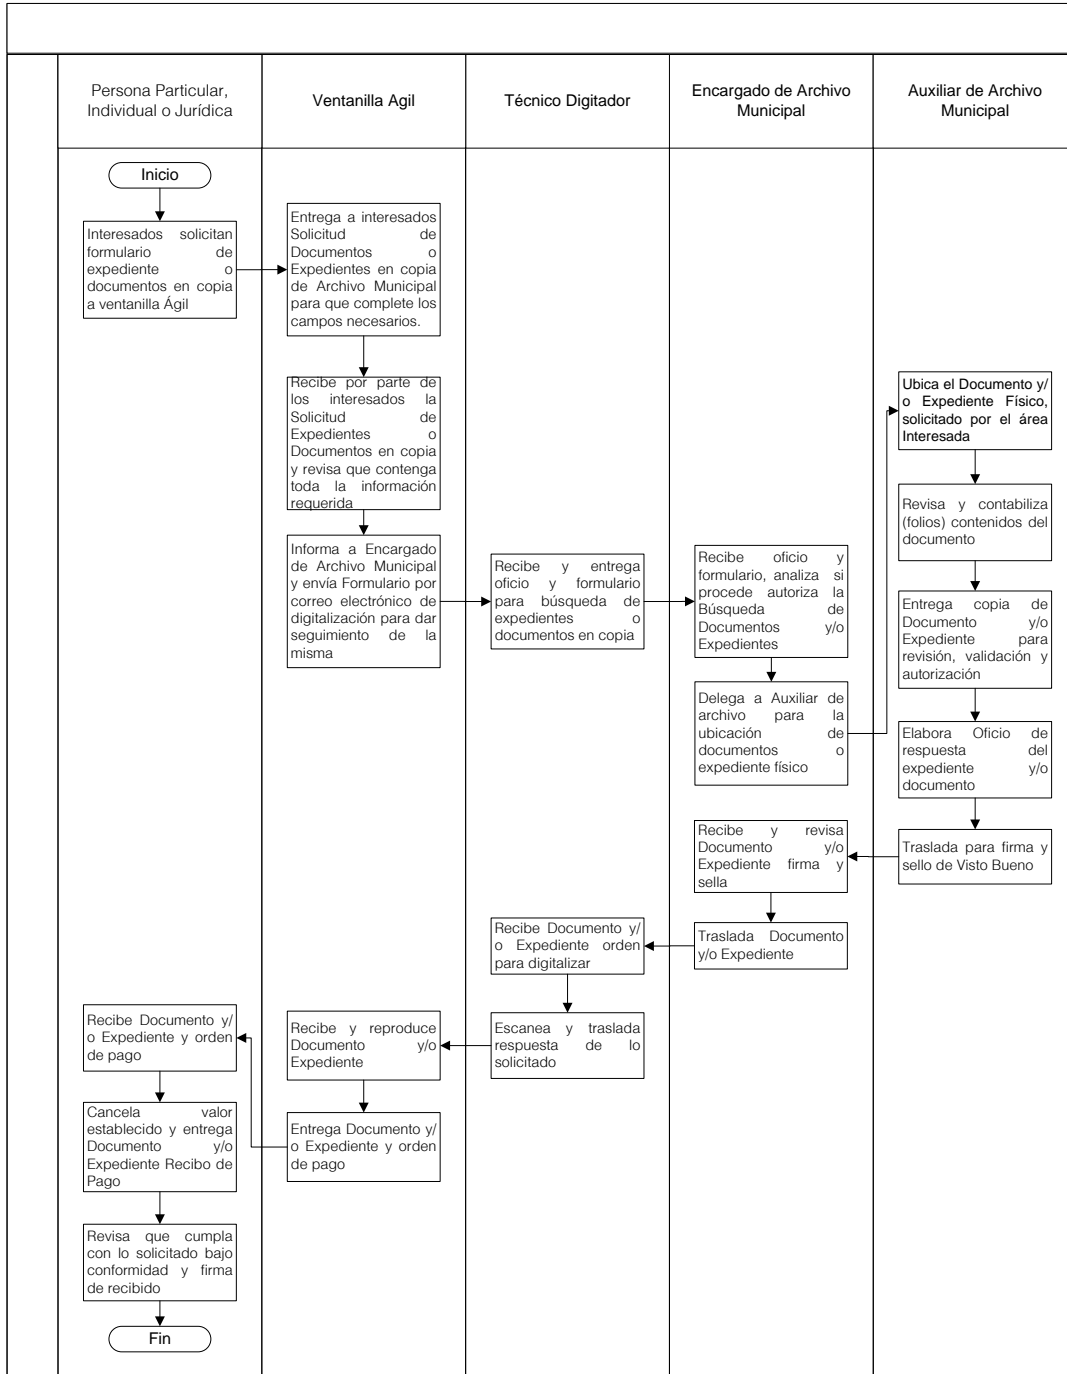 Persona Particular,
Individual o Jurídica
Ventanilla Agil
Técnico Digitador
Encargado de Archivo
Municipal
Auxiliar de Archivo
Municipal
Inicio
Interesados solicitan
formulario de
expediente o
documentos en copia
a ventanilla Ágil
Entrega a interesados
Solicitud de
Documentos o
Expedientes en copia
de Archivo Municipal
para que complete los
campos necesarios.
Recibe por parte de
los interesados la
Solicitud de
Expedientes o
Documentos en copia
y revisa que contenga
toda la información
requerida
Informa a Encargado
de Archivo Municipal
y envía Formulario por
correo electrónico de
digitalización para dar
seguimiento de la
misma
Recibe y entrega
oficio y formulario
para búsqueda de
expedientes o
documentos en copia
Recibe oficio y
formulario, analiza si
procede autoriza la
Búsqueda de
Documentos y/o
Expedientes
Delega a Auxiliar de
archivo para la
ubicación de
documentos o
expediente físico
Ubica el Documento y/
o Expediente Físico,
solicitado por el área
Interesada
Revisa y contabiliza
(folios) contenidos del
documento
Entrega copia de
Documento y/o
Expediente para
revisión, validación y
autorización
Elabora Oficio de
respuesta del
expediente y/o
documento
Traslada para firma y
sello de Visto Bueno
Recibe y revisa
Documento y/o
Expediente firma y
sella
Traslada Documento
y/o Expediente
Recibe Documento y/
o Expediente orden
para digitalizar
Escanea y traslada
respuesta de lo
solicitado
Recibe y reproduce
Documento y/o
Expediente
Entrega Documento y/
o Expediente y orden
de pago
Recibe Documento y/
o Expediente y orden
de pago
Cancela valor
establecido y entrega
Documento y/o
Expediente Recibo de
Pago
Revisa que cumpla
con lo solicitado bajo
conformidad y firma
de recibido
Fin